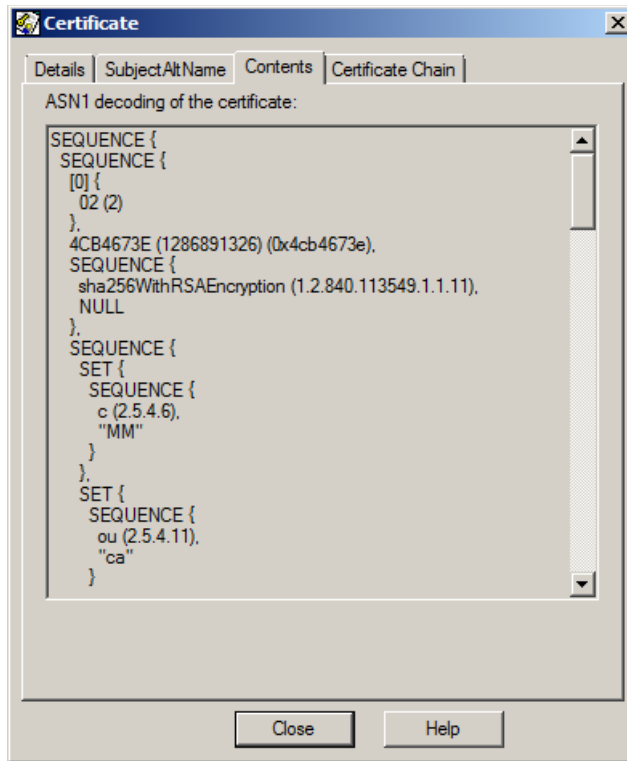 Certificate
Details SubjectAltName Contents Certificate Chain
ASN1 decoding of the certificate:
SEQUENCE {
SEQUENCE {
[0] {
02 (2)
},
4CB4673E (1286891326) (0x4cb4673e),
SEQUENCE {
sha256WithRSAEncryption (1.2.840.113549.1.1.11),
NULL
},
SEQUENCE {
SET {
SEQUENCE {
c (2.5.4.6),
"MM"
}
},
SET {
SEQUENCE {
ou (2.5.4.11),
"ca"
}
Close Help